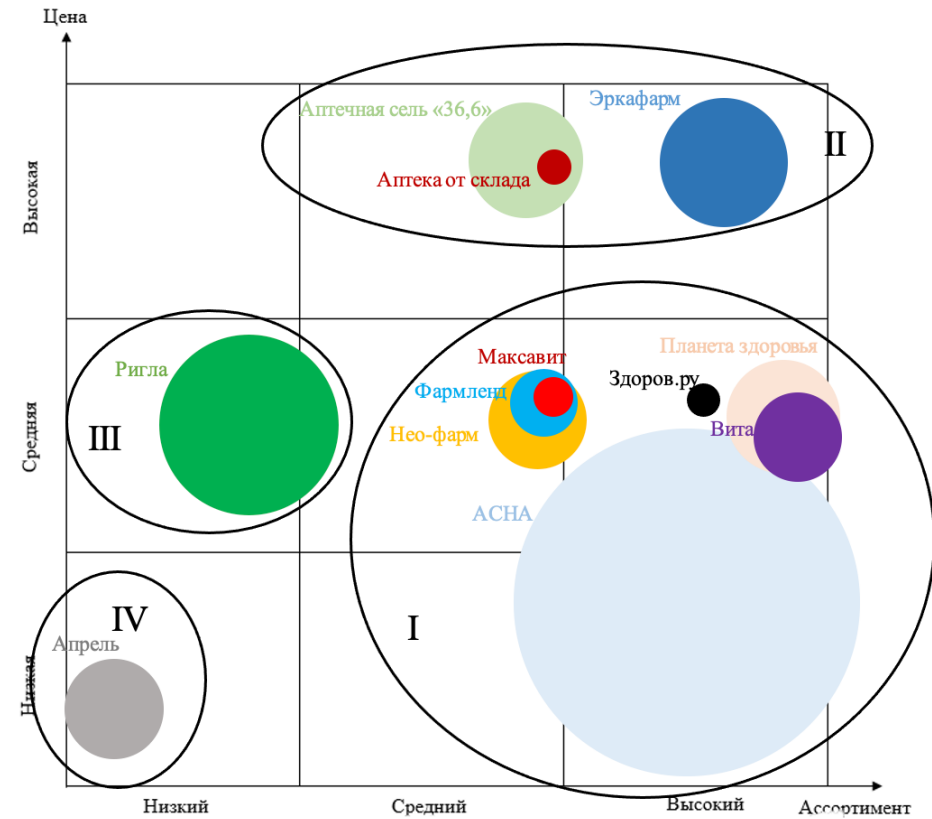 Цена
Высокая
Аптечная сель «36,6»
Эркафарм
II
Аптека от склада
Средняя
Ригла
III
Максавит
Фармленд
Нео-фарм
Здоров.ру
Планета здоровья
Вита
АСНА
I
IV
Апрель
Низкая
Низкий
Средний
Высокий
Ассортимент